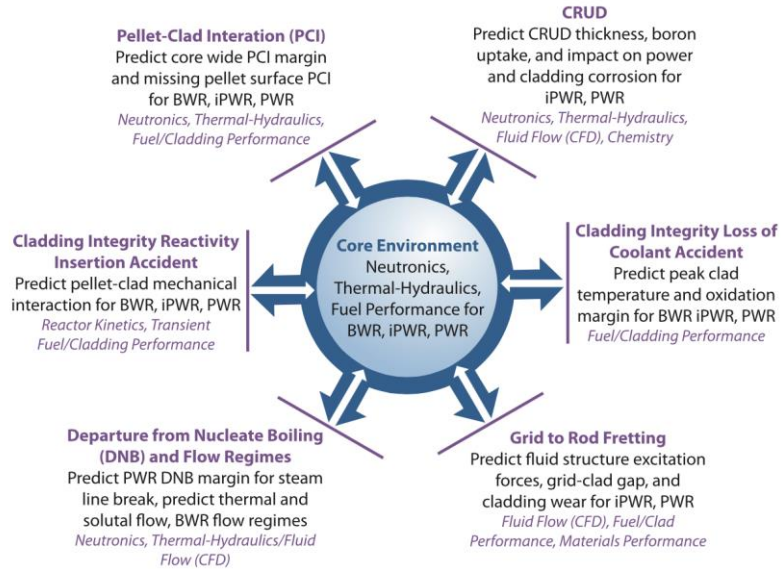 Pellet-Clad Interation (PCI)
Predict core wide PCI margin
and missing pellet surface PCI
for BWR, iPWR, PWR
Neutronics, Thermal-Hydraulics,
Fuel/Cladding Performance
CRUD
Predict CRUD thickness, boron
uptake, and impact on power
and cladding corrosion for
iPWR, PWR
Neutronics, Thermal-Hydraulics,
Fluid Flow (CFD), Chemistry
Cladding Integrity Reactivity
Insertion Accident
Predict pellet-clad mechanical
interaction for BWR, iPWR, PWR
Reactor Kinetics, Transient
Fuel/Cladding Performance
Core Environment
Neutronics,
Thermal-Hydraulics,
Fuel Performance for
BWR, iPWR, PWR
Cladding Integrity Loss of
Coolant Accident
Predict peak clad
temperature and oxidation
margin for BWR iPWR, PWR
Fuel/Cladding Performance
Departure from Nucleate Boiling
(DNB) and Flow Regimes
Predict PWR DNB margin for steam
line break, predict thermal and
solutal flow, BWR flow regimes
Neutronics, Thermal-Hydraulics/Fluid
Flow (CFD)
Grid to Rod Fretting
Predict fluid structure excitation
forces, grid-clad gap, and
cladding wear for iPWR, PWR
Fluid Flow (CFD), Fuel/Clad
Performance, Materials Performance